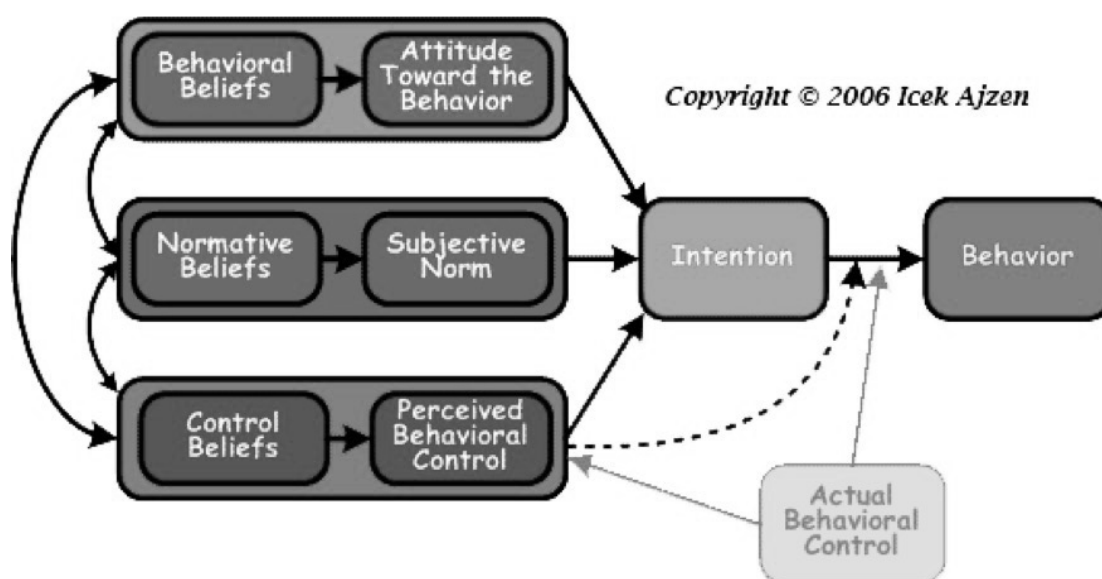 Behavioral
Beliefs
Attitude
Toward the
Behavior
Copyright © 2006 Icek Ajzen
Normative
Beliefs
Subjective
Norm
Intention
Behavior
Control
Beliefs
Perceived
Behavioral
Control
Actual
Behavioral
Control